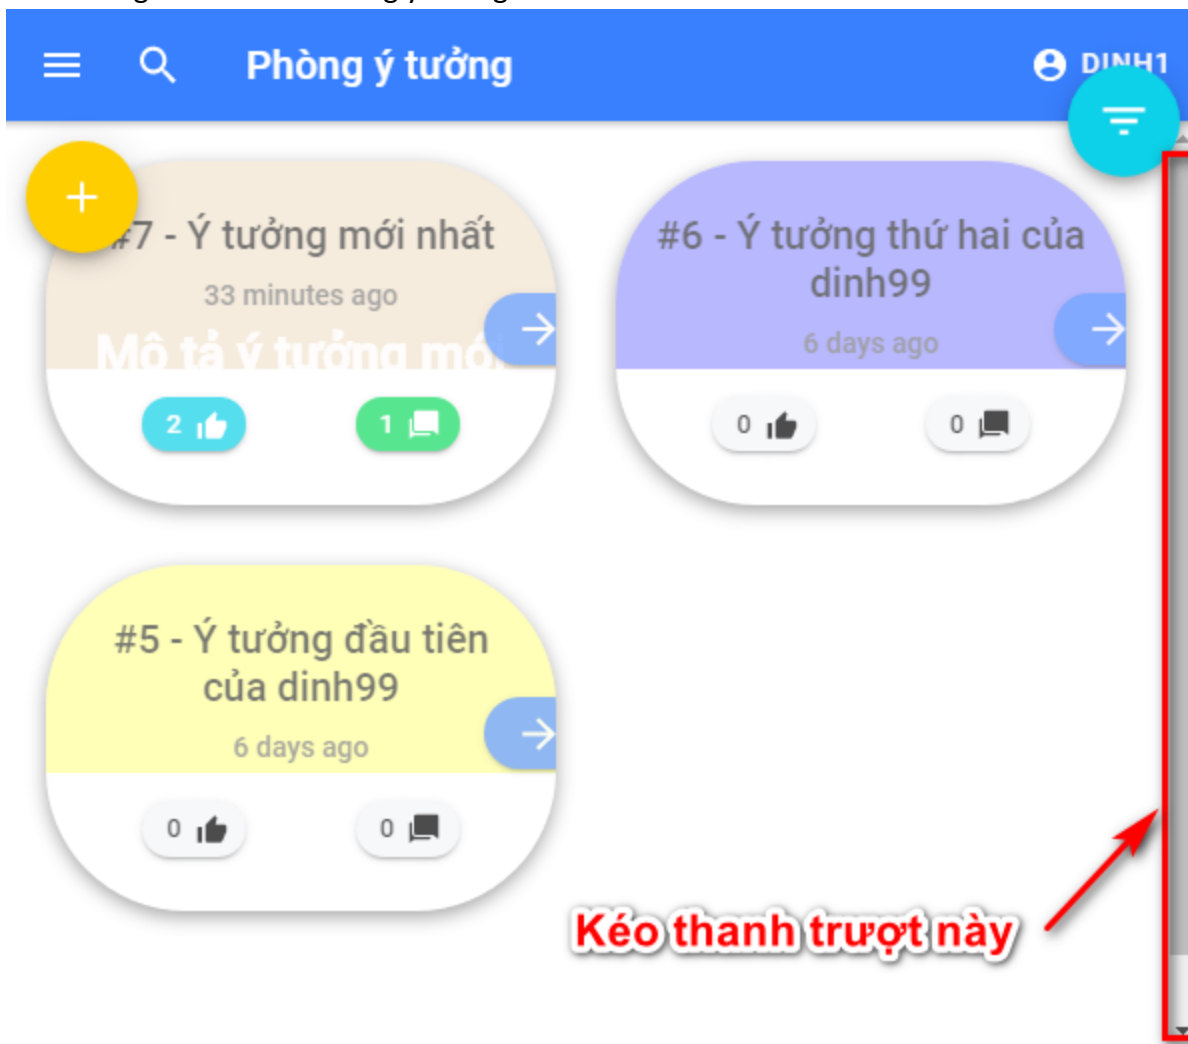 Phòng ý tưởng
DINH1
#7 - Ý tưởng mới nhất
33 minutes ago
Mô tả ý tưởng mới
2
1
#6 - Ý tưởng thứ hai của
dinh99
6 days ago
0
0
#5 - Ý tưởng đầu tiên
của dinh99
6 days ago
0
0
Kéo thanh trượt này